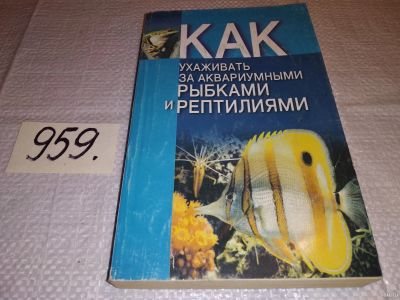 КАК
УХАЖИВАТЬ
ЗА АКВАРИУМНЫМИ
РЫБКАМИ
И РЕПТИЛИЯМИ
959.